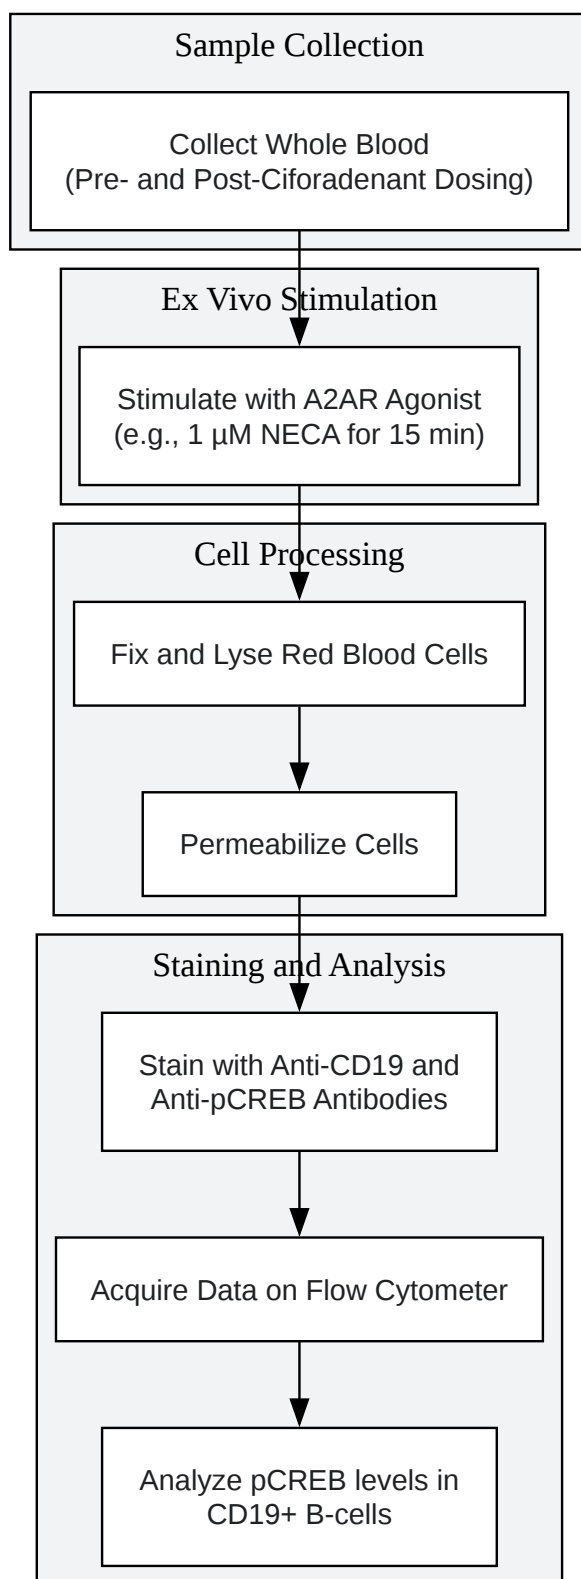 Sample Collection
Collect Whole Blood
(Pre- and Post-Ciforadenant Dosing)
Ex Vivo Stimulation
Stimulate with A2AR Agonist
(e.g., 1 µM NECA for 15 min)
Cell Processing
Fix and Lyse Red Blood Cells
Permeabilize Cells
Staining and Analysis
Stain with Anti-CD19 and
Anti-pCREB Antibodies
Acquire Data on Flow Cytometer
Analyze pCREB levels in
CD19+ B-cells